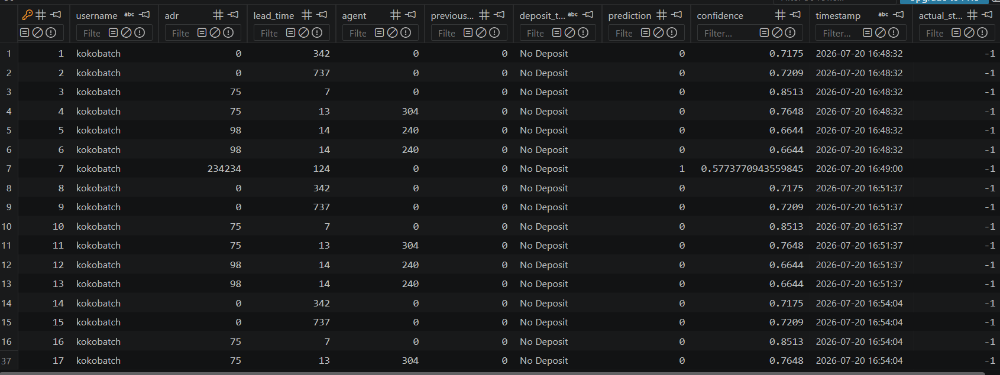 username abc adr lead_time agent previous... deposit_t... abc prediction confidence timestamp abc actual_st...
Filte Filte Filte Filte Filte Filte Filte Filter... Filter... Filte
1 1 kokobatch 0 342 0 0 No Deposit 0 0.7175 2026-07-20 16:48:32 -1
2 2 kokobatch 0 737 0 0 No Deposit 0 0.7209 2026-07-20 16:48:32 -1
3 3 kokobatch 75 7 0 0 No Deposit 0 0.8513 2026-07-20 16:48:32 -1
4 4 kokobatch 75 13 304 0 No Deposit 0 0.7648 2026-07-20 16:48:32 -1
5 5 kokobatch 98 14 240 0 No Deposit 0 0.6644 2026-07-20 16:48:32 -1
6 6 kokobatch 98 14 240 0 No Deposit 0 0.6644 2026-07-20 16:48:32 -1
7 7 kokobatch 234234 124 0 0 No Deposit 1 0.5773770943559845 2026-07-20 16:49:00 -1
8 8 kokobatch 0 342 0 0 No Deposit 0 0.7175 2026-07-20 16:51:37 -1
9 9 kokobatch 0 737 0 0 No Deposit 0 0.7209 2026-07-20 16:51:37 -1
10 10 kokobatch 75 7 0 0 No Deposit 0 0.8513 2026-07-20 16:51:37 -1
11 11 kokobatch 75 13 304 0 No Deposit 0 0.7648 2026-07-20 16:51:37 -1
12 12 kokobatch 98 14 240 0 No Deposit 0 0.6644 2026-07-20 16:51:37 -1
13 13 kokobatch 98 14 240 0 No Deposit 0 0.6644 2026-07-20 16:51:37 -1
14 14 kokobatch 0 342 0 0 No Deposit 0 0.7175 2026-07-20 16:54:04 -1
15 15 kokobatch 0 737 0 0 No Deposit 0 0.7209 2026-07-20 16:54:04 -1
16 16 kokobatch 75 7 0 0 No Deposit 0 0.8513 2026-07-20 16:54:04 -1
37 17 kokobatch 75 13 304 0 No Deposit 0 0.7648 2026-07-20 16:54:04 -1